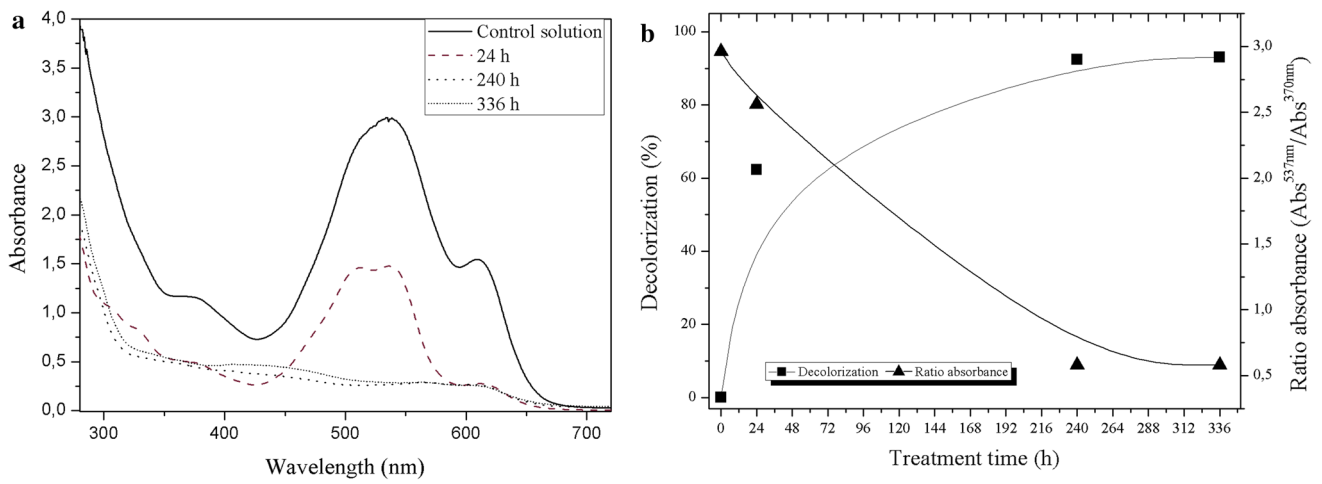 a
4,0
3,5
3,0
2,5
2,0
1,5
1,0
0,5
0,0
Absorbance
300
400
500
600
700
Wavelength (nm)
Control solution
24 h
240 h
336 h
b
100
80
60
40
20
0
Decolorization (%)
0 24 48 72 96 120 144 168 192 216 240 264 288 312 336
Treatment time (h)
Decolorization Ratio absorbance
3,0
2,5
2,0
1,5
1,0
0,5
Ratio absorbance (Abs537nm/Abs370nm)